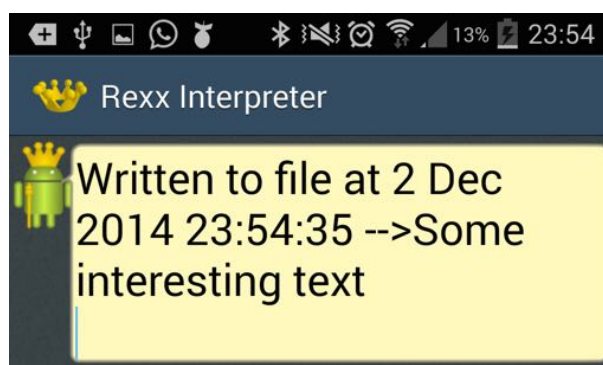 13% 23:54
Rexx Interpreter
Written to file at 2 Dec
2014 23:54:35 -->Some
interesting text